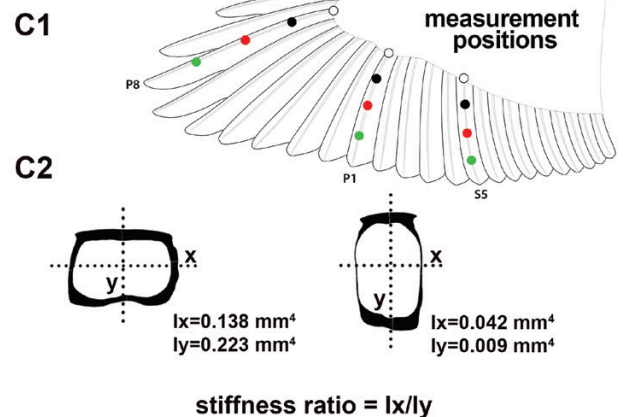 C1
measurement
positions
P8
P1
S5
C2
x
y
Ix=0.138 mm⁴
Iy=0.223 mm⁴
x
y
Ix=0.042 mm⁴
Iy=0.009 mm⁴
stiffness ratio = Ix/Iy